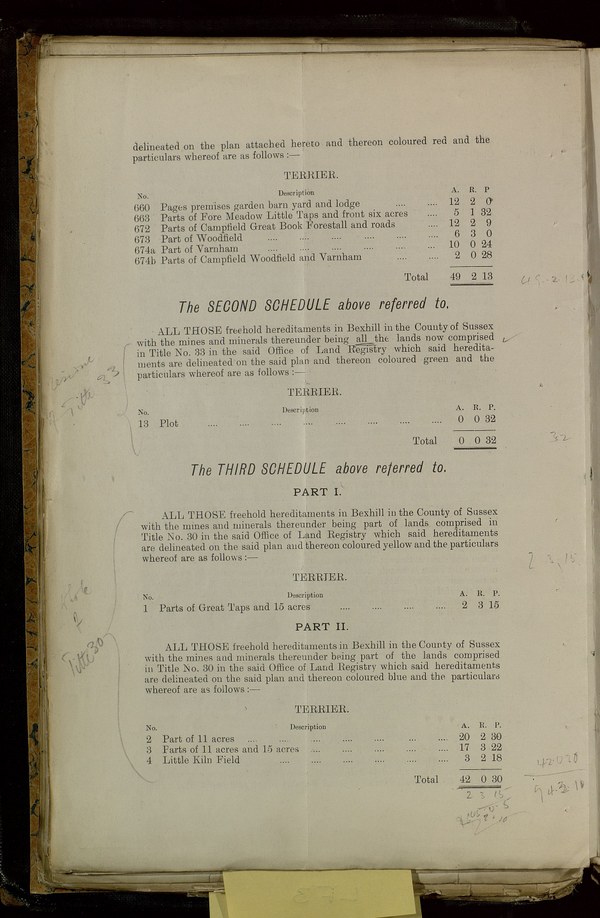 delineated on the plan attached hereto and thereon coloured red and the
particulars whereof are as follows :—
TERRIER.
No. Description A. R. P
660 Pages premises garden barn yard and lodge .... .... 12 2 0
663 Parts of Fore Meadow Little Taps and front six acres .... 5 1 32
672 Parts of Campfield Great Book Forestall and roads .... 12 2 9
673 Part of Woodfield .... .... .... .... .... .... 6 3 0
674a Part of Varnham .... .... .... .... .... .... 10 0 24
674b Parts of Campfield Woodfield and Varnham .... .... 2 0 28
Total 49 2 13
The SECOND SCHEDULE above referred to.
ALL THOSE freehold hereditaments in Bexhill in the County of Sussex
with the mines and minerals thereunder being all the lands now comprised
in Title No. 33 in the said Office of Land Registry which said heredita-
ments are delineated on the said plan and thereon coloured green and the
particulars whereof are as follows :—
Title 33
TERRIER.
No. Description A. R. P.
13 Plot .... .... .... .... .... .... .... .... 0 0 32
Total 0 0 32
32
The THIRD SCHEDULE above referred to.
PART I.
ALL THOSE freehold hereditaments in Bexhill in the County of Sussex
with the mines and minerals thereunder being part of lands comprised in
Title No. 30 in the said Office of Land Registry which said hereditaments
are delineated on the said plan and thereon coloured yellow and the particulars
whereof are as follows :—
2 3 15
TERRIER.
No. Description A. R. P.
1 Parts of Great Taps and 15 acres .... .... .... .... 2 3 15
PART II.
Title 30
ALL THOSE freehold hereditaments in Bexhill in the County of Sussex
with the mines and minerals thereunder being part of the lands comprised
in Title No. 30 in the said Office of Land Registry which said hereditaments
are delineated on the said plan and thereon coloured blue and the particulars
whereof are as follows :—
TERRIER.
No. Description A. R. P.
2 Part of 11 acres .... .... .... .... .... .... .... 20 2 30
3 Parts of 11 acres and 15 acres .... .... .... .... .... 17 3 22
4 Little Kiln Field .... .... .... .... .... .... 3 2 18
Total 42 0 30
2 3 15